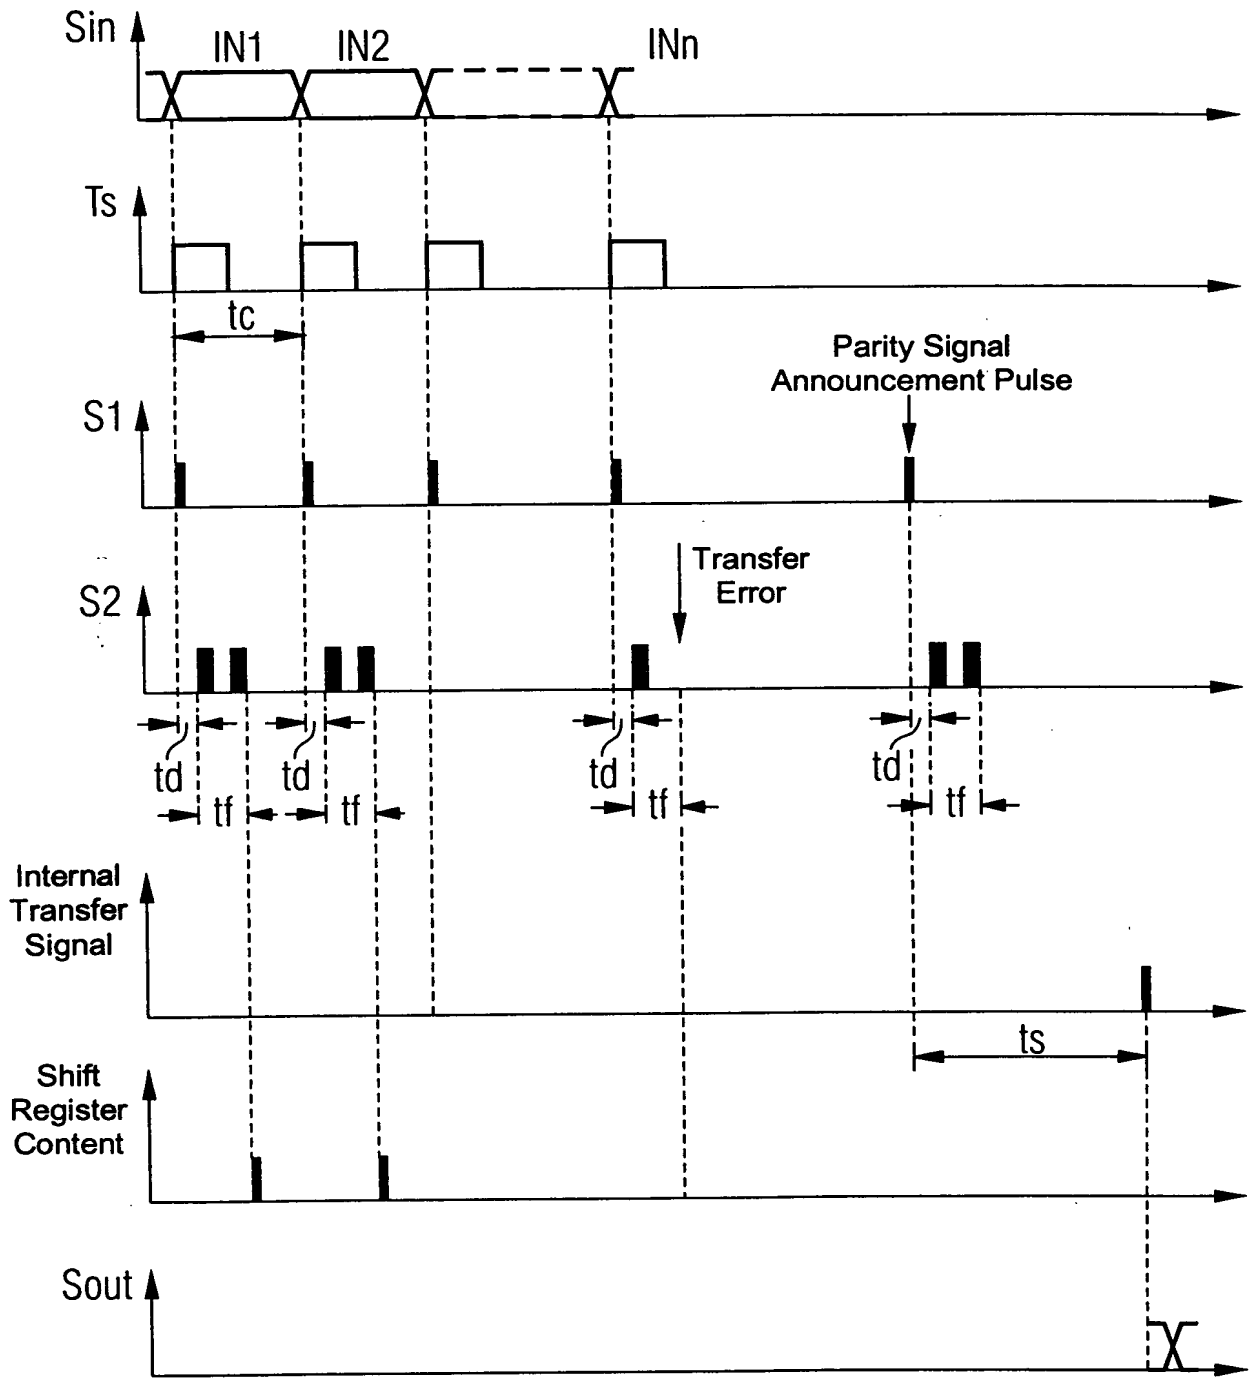 Sin
IN1 IN2 INn
Ts
tc
Parity Signal
Announcement Pulse
S1
Transfer
Error
S2
td td td td
tf tf tf tf
Internal
Transfer
Signal
ts
Shift
Register
Content
Sout